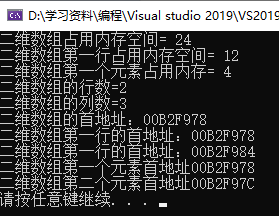 D:\学习资料\编程\Visual studio 2019\VS2019
二维数组占用内存空间= 24
二维数组第一行占用内存空间= 12
二维数组第一个元素占用内存= 4
二维数组的行数=2
二维数组的列数=3
二维数组的首地址：00B2F978
二维数组第一行的首地址：00B2F978
二维数组第一行的首地址：00B2F984
二维数组第一个元素首地址00B2F978
二维数组第二个元素首地址00B2F97C
请按任意键继续. . .